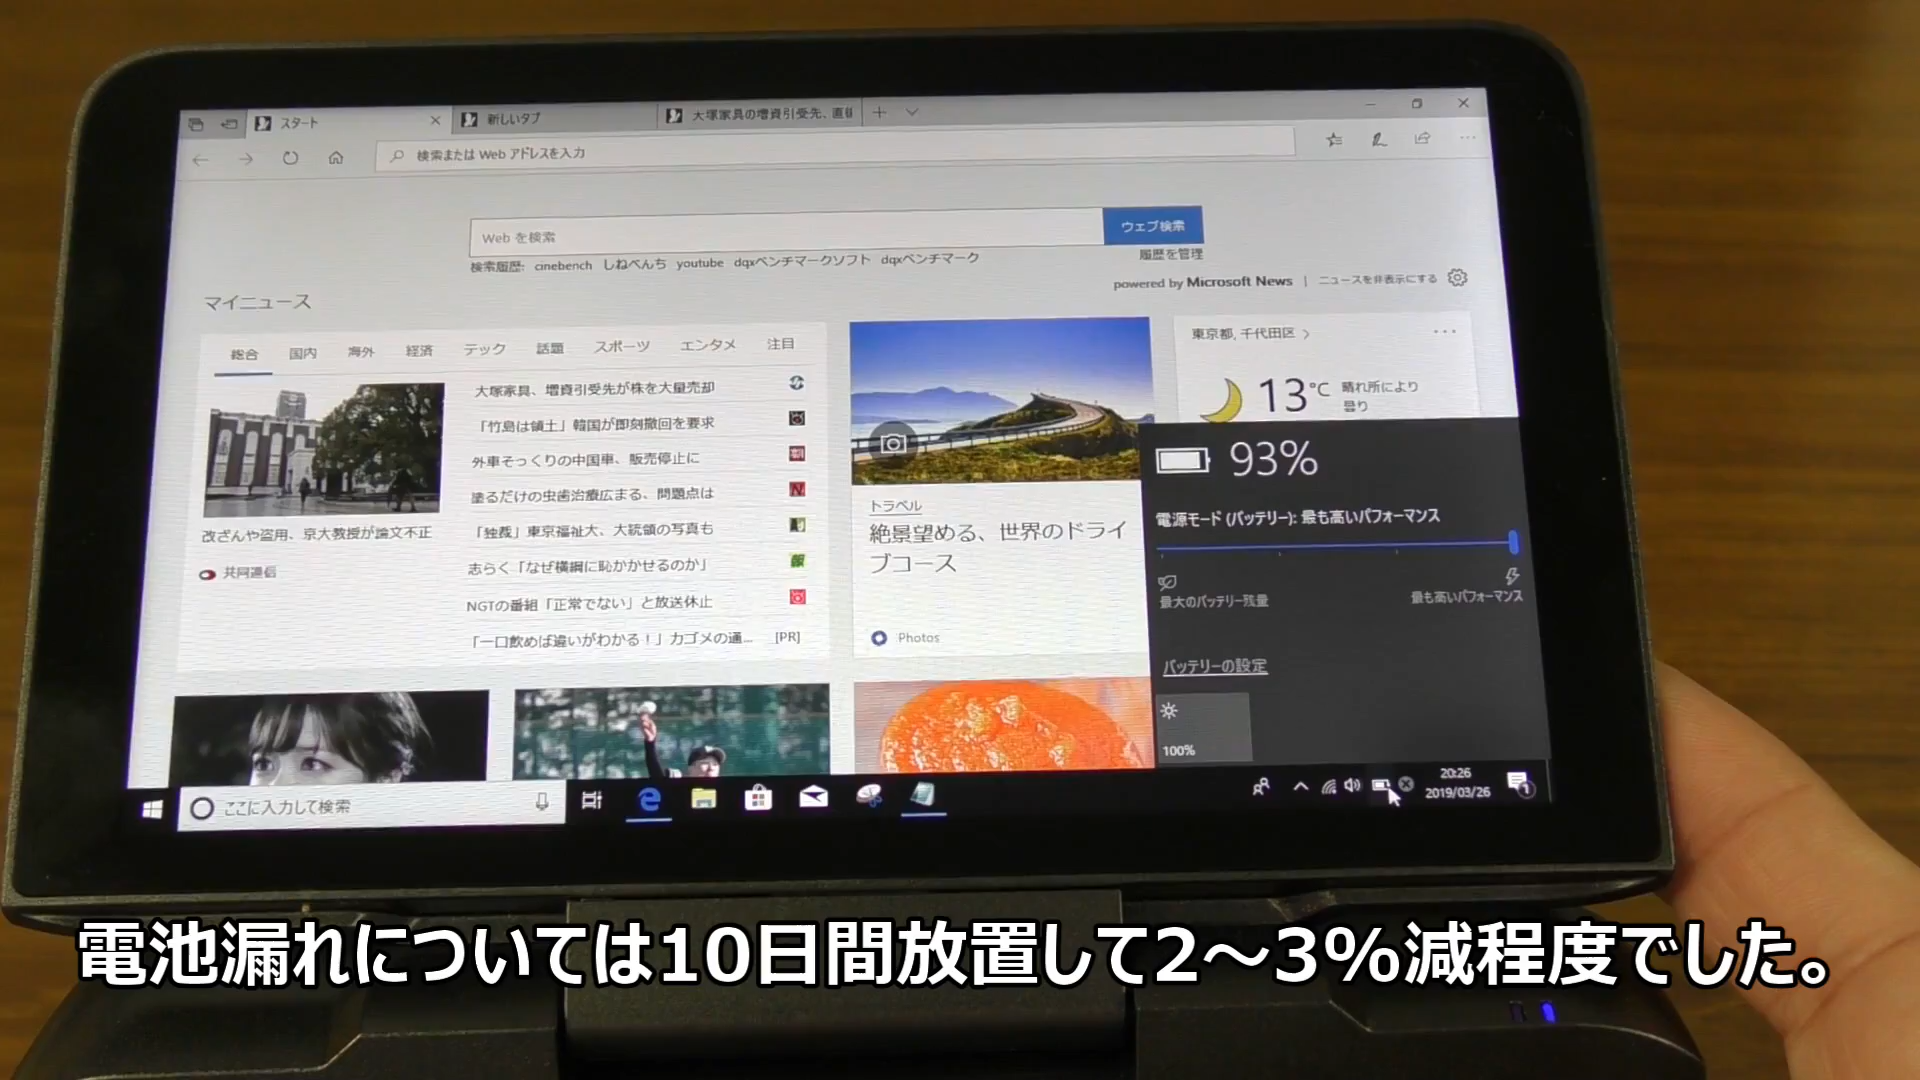 スタート
新しいタブ
大塚家具の増資引受先、直
検索または Web アドレスを入力
Web を検索
ウェブ検索
検索履歴: cinebench しねべんち youtube dqxベンチマークソフト dqxベンチマーク
履歴を管理
powered by Microsoft News | ニュースを非表示にする
マイニュース
総合 国内 海外 経済 テック 話題 スポーツ エンタメ 注目
大塚家具、増資引受先が株を大量売却
「竹島は領土」韓国が即刻撤回を要求
外車そっくりの中国車、販売停止に
塗るだけの虫歯治療広まる、問題点は
「独裁」東京福祉大、大統領の写真も
志らく「なぜ横綱に恥かかせるのか」
NGTの番組「正常でない」と放送休止
「一口飲めば違いがわかる！」カゴメの通... [PR]
改ざんや盗用、京大教授が論文不正
共同通信
トラベル
絶景望める、世界のドライ
ブコース
Photos
東京都, 千代田区
13°C
晴れ所により
曇り
93%
電源モード (バッテリー): 最も高いパフォーマンス
最大のバッテリー残量
最も高いパフォーマンス
バッテリーの設定
100%
ここに入力して検索
20:26
2019/03/26
1
電池漏れについては10日間放置して2～3%減程度でした。